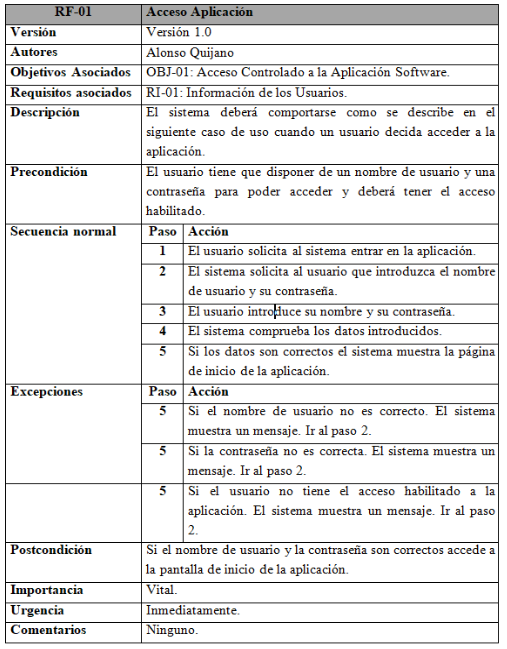 RF-01 Acceso Aplicación
Versión Versión 1.0
Autores Alonso Quijano
Objetivos Asociados OBJ-01: Acceso Controlado a la Aplicación Software.
Requisitos asociados RI-01: Información de los Usuarios.
Descripción El sistema deberá comportarse como se describe en el
siguiente caso de uso cuando un usuario decida acceder a la
aplicación.
Precondición El usuario tiene que disponer de un nombre de usuario y una
contraseña para poder acceder y deberá tener el acceso
habilitado.
Secuencia normal Paso Acción
1 El usuario solicita al sistema entrar en la aplicación.
2 El sistema solicita al usuario que introduzca el nombre
de usuario y su contraseña.
3 El usuario introduce su nombre y su contraseña.
4 El sistema comprueba los datos introducidos.
5 Si los datos son correctos el sistema muestra la página
de inicio de la aplicación.
Excepciones Paso Acción
5 Si el nombre de usuario no es correcto. El sistema
muestra un mensaje. Ir al paso 2.
5 Si la contraseña no es correcta. El sistema muestra un
mensaje. Ir al paso 2.
5 Si el usuario no tiene el acceso habilitado a la
aplicación. El sistema muestra un mensaje. Ir al paso
2.
Postcondición Si el nombre de usuario y la contraseña son correctos accede a
la pantalla de inicio de la aplicación.
Importancia Vital.
Urgencia Inmediatamente.
Comentarios Ninguno.